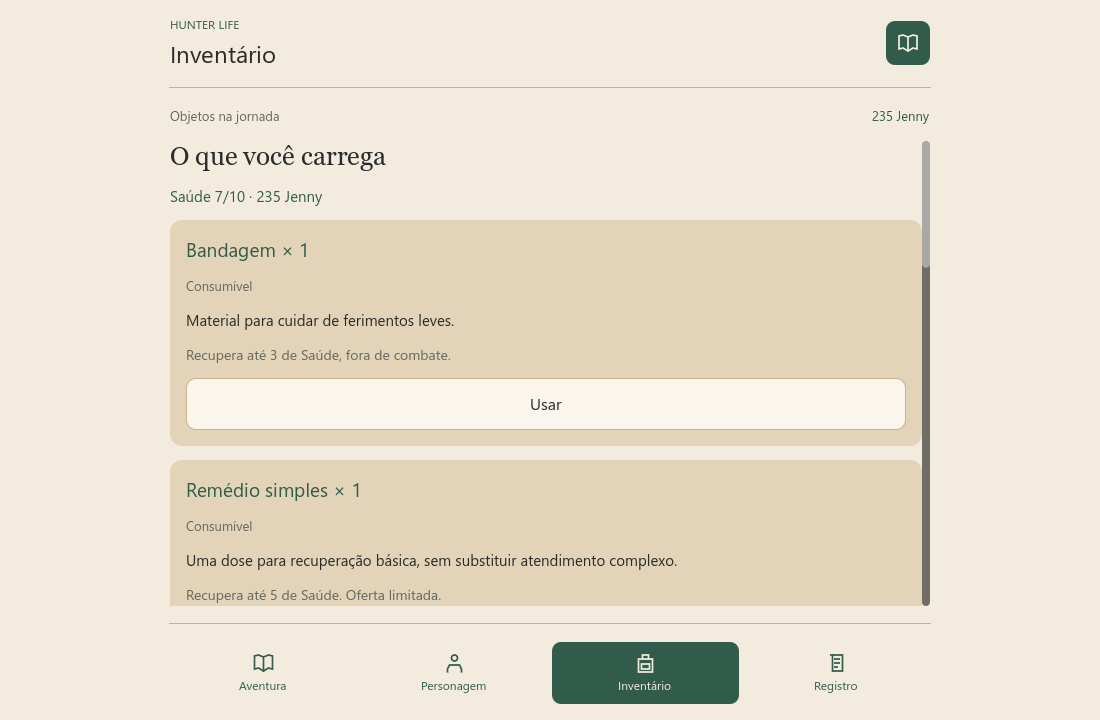 HUNTER LIFE
Inventário
Objetos na jornada
235 Jenny
O que você carrega
Saúde 7/10 · 235 Jenny
Bandagem × 1
Consumível
Material para cuidar de ferimentos leves.
Recupera até 3 de Saúde, fora de combate.
Usar
Remédio simples × 1
Consumível
Uma dose para recuperação básica, sem substituir atendimento complexo.
Recupera até 5 de Saúde. Oferta limitada.
Aventura
Personagem
Inventário
Registro